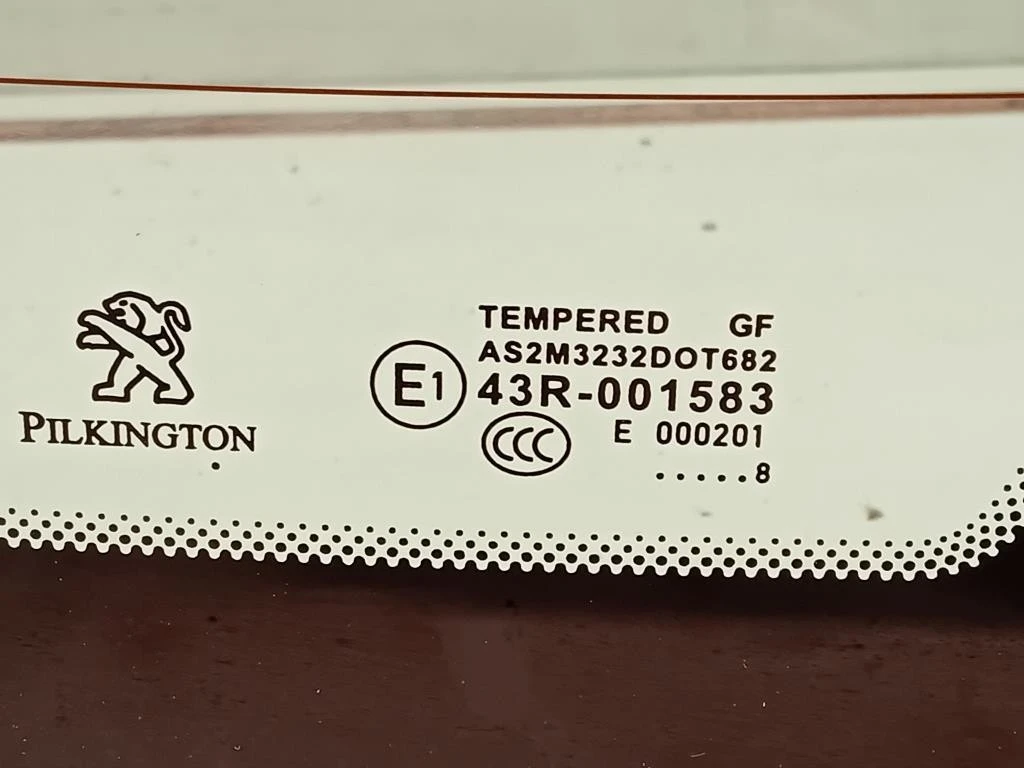 PILKINGTON
TEMPERED GF
AS2M3232DOT682
E1 43R-001583
CCC E 000201
.....8